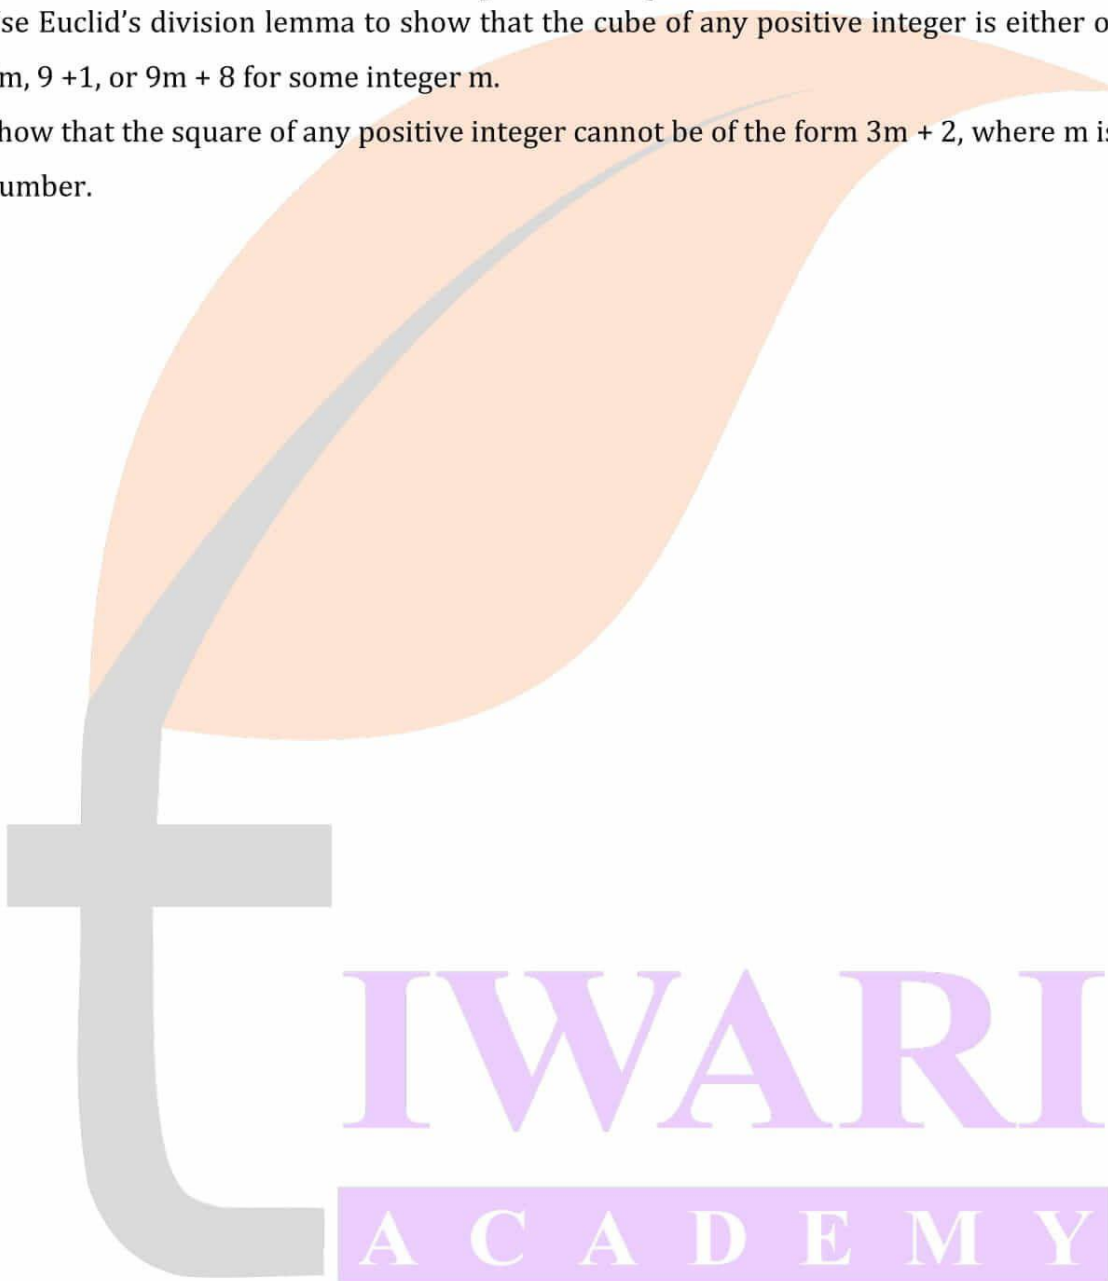 se Euclid's division lemma to show that the cube of any positive integer is either o
m, 9 +1, or 9m + 8 for some integer m.
how that the square of any positive integer cannot be of the form 3m + 2, where m is
umber.
IWARI
A C A D E M Y